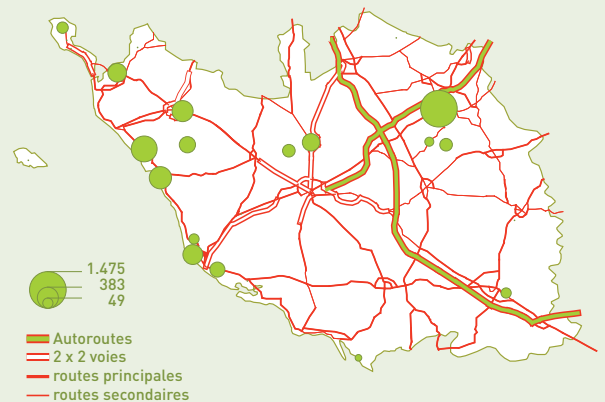 1.475
383
49
Autoroutes
2 x 2 voies
routes principales
routes secondaires